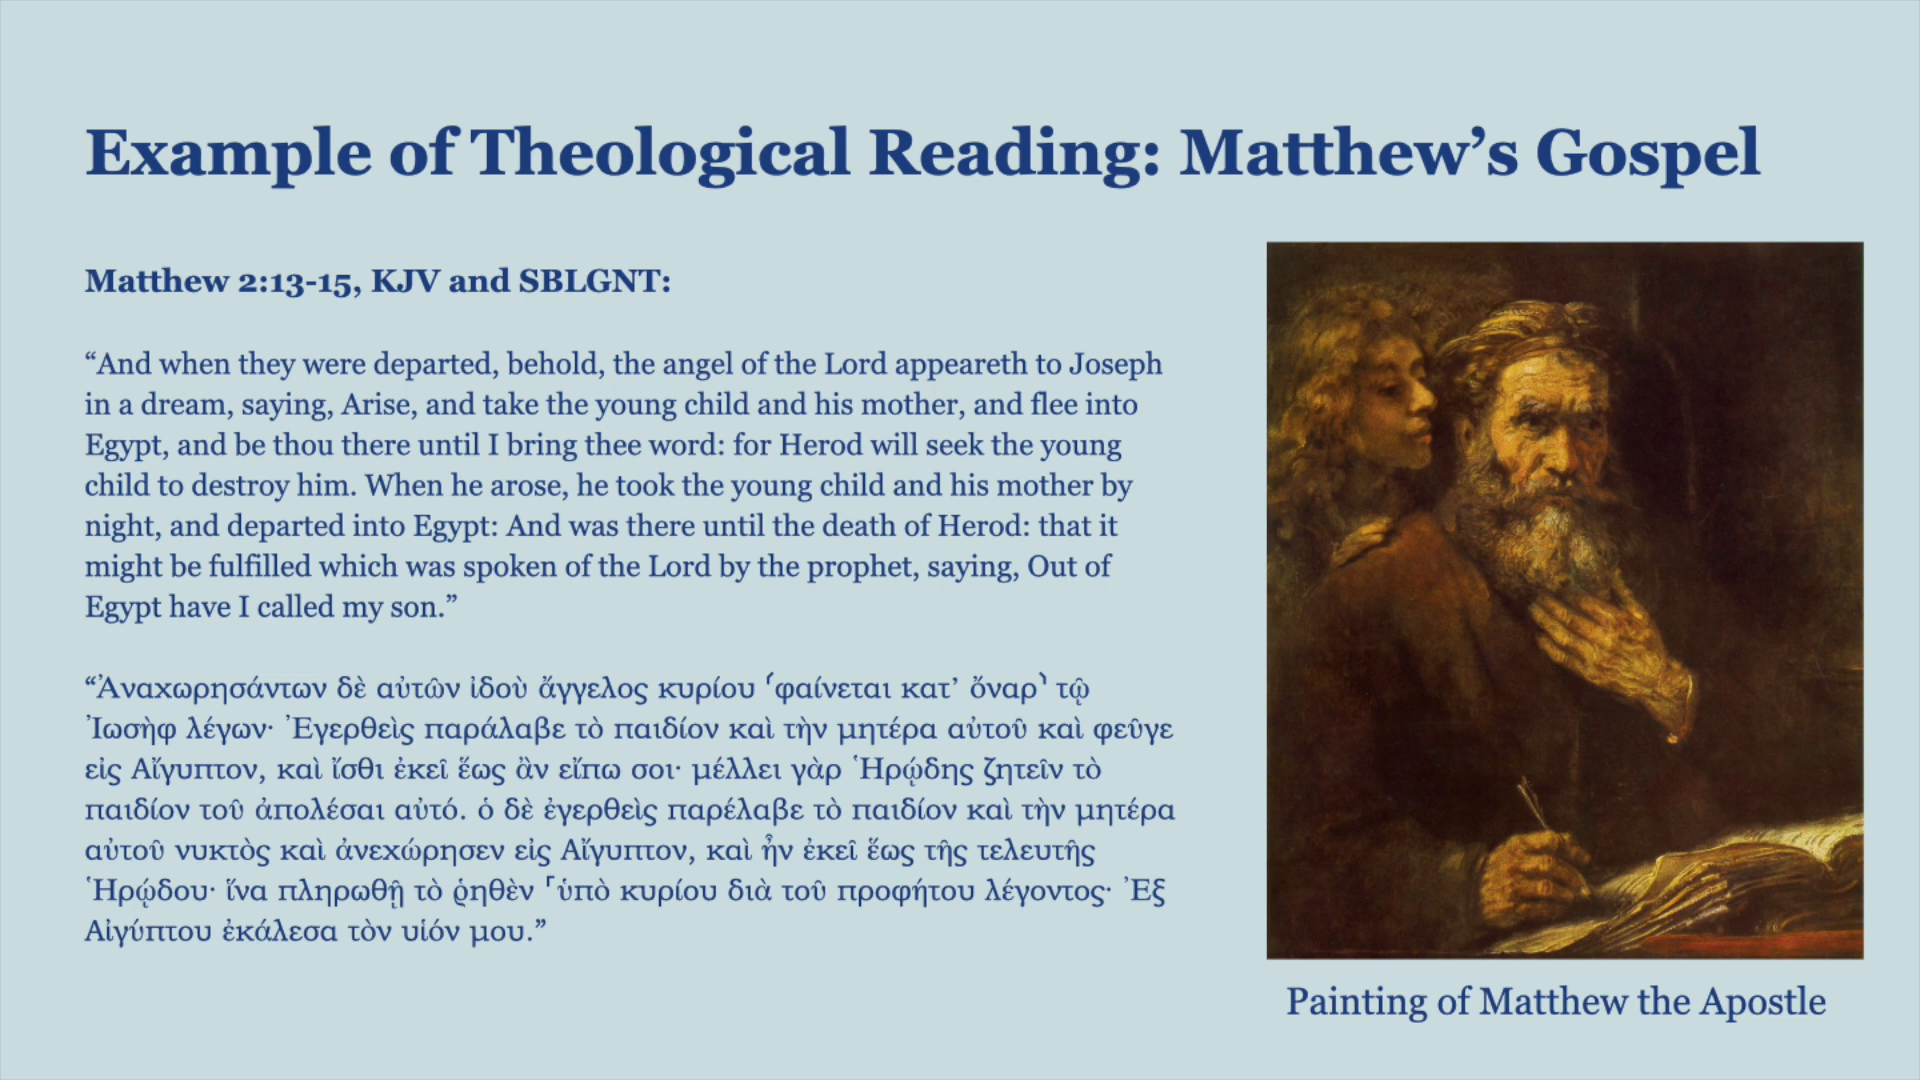 Example of Theological Reading: Matthew’s Gospel
Matthew 2:13-15, KJV and SBLGNT:
“And when they were departed, behold, the angel of the Lord appeareth to Joseph
in a dream, saying, Arise, and take the young child and his mother, and flee into
Egypt, and be thou there until I bring thee word: for Herod will seek the young
child to destroy him. When he arose, he took the young child and his mother by
night, and departed into Egypt: And was there until the death of Herod: that it
might be fulfilled which was spoken of the Lord by the prophet, saying, Out of
Egypt have I called my son.”
“Ἀναχωρησάντων δὲ αὐτῶν ἰδοὺ ἄγγελος κυρίου ⸂φαίνεται κατ’ ὄναρ⸃ τῷ
Ἰωσὴφ λέγων· Ἐγερθεὶς παράλαβε τὸ παιδίον καὶ τὴν μητέρα αὐτοῦ καὶ φεῦγε
εἰς Αἴγυπτον, καὶ ἴσθι ἐκεῖ ἕως ἂν εἴπω σοι· μέλλει γὰρ Ἡρῴδης ζητεῖν τὸ
παιδίον τοῦ ἀπολέσαι αὐτό. ὁ δὲ ἐγερθεὶς παρέλαβε τὸ παιδίον καὶ τὴν μητέρα
αὐτοῦ νυκτὸς καὶ ἀνεχώρησεν εἰς Αἴγυπτον, καὶ ἦν ἐκεῖ ἕως τῆς τελευτῆς
Ἡρῴδου· ἵνα πληρωθῇ τὸ ῥηθὲν ⸀ὑπὸ κυρίου διὰ τοῦ προφήτου λέγοντος· Ἐξ
Αἰγύπτου ἐκάλεσα τὸν υἱόν μου.”
Painting of Matthew the Apostle